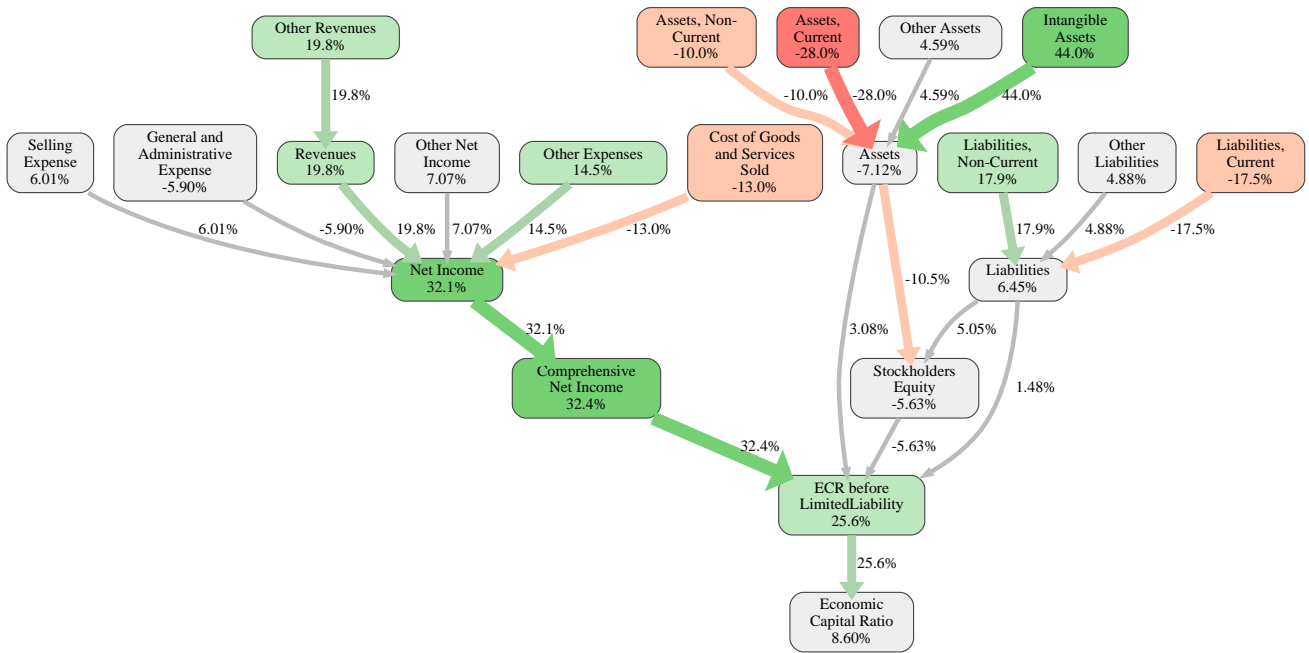 Other Revenues
19.8%
Assets, Non-
Current
-10.0%
Assets,
Current
-28.0%
Other Assets
4.59%
Intangible
Assets
44.0%
19.8%
-10.0%
-28.0%
4.59%
44.0%
Selling
Expense
6.01%
General and
Administrative
Expense
-5.90%
Revenues
19.8%
Other Net
Income
7.07%
Other Expenses
14.5%
Cost of Goods
and Services
Sold
-13.0%
Assets
-7.12%
Liabilities,
Non-Current
17.9%
Other
Liabilities
4.88%
Liabilities,
Current
-17.5%
6.01%
-5.90%
19.8%
7.07%
14.5%
-13.0%
17.9%
4.88%
-17.5%
Net Income
32.1%
-10.5%
Liabilities
6.45%
32.1%
3.08%
5.05%
1.48%
Comprehensive
Net Income
32.4%
Stockholders
Equity
-5.63%
32.4%
-5.63%
ECR before
LimitedLiability
25.6%
25.6%
Economic
Capital Ratio
8.60%